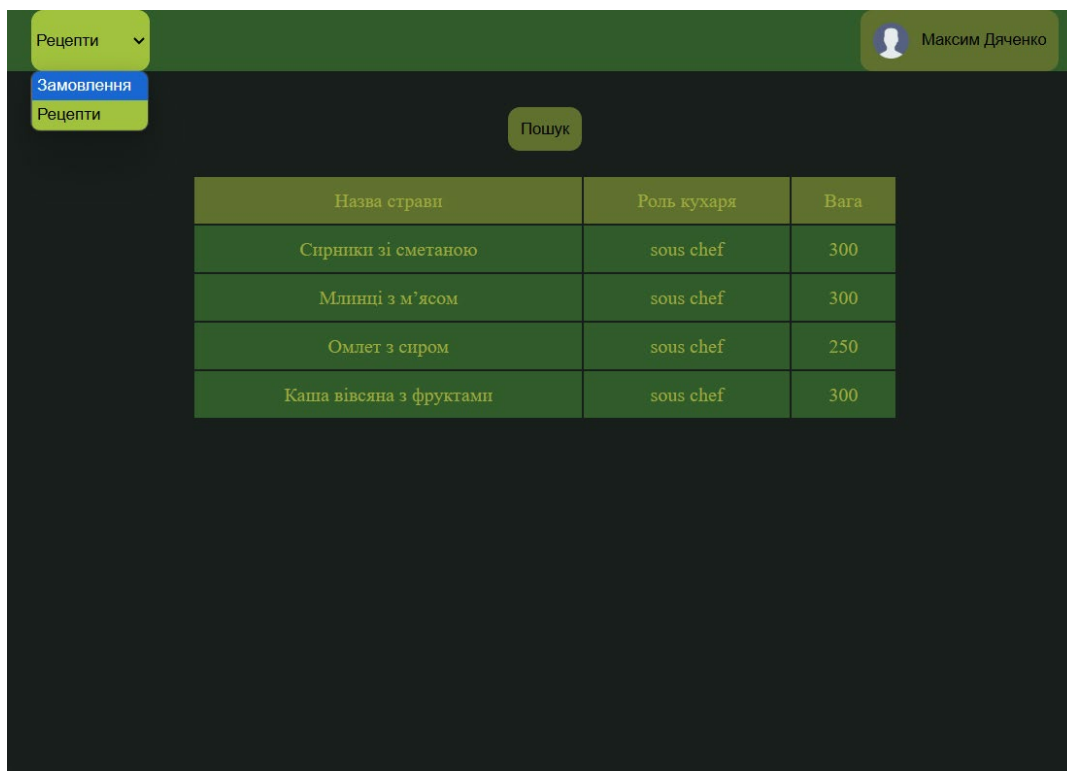 Рецепти
Максим Дяченко
Замовлення
Рецепти
Пошук
Назва страви Роль кухаря Вага
Сирники зі сметаною sous chef 300
Млинці з м’ясом sous chef 300
Омлет з сиром sous chef 250
Каша вівсяна з фруктами sous chef 300